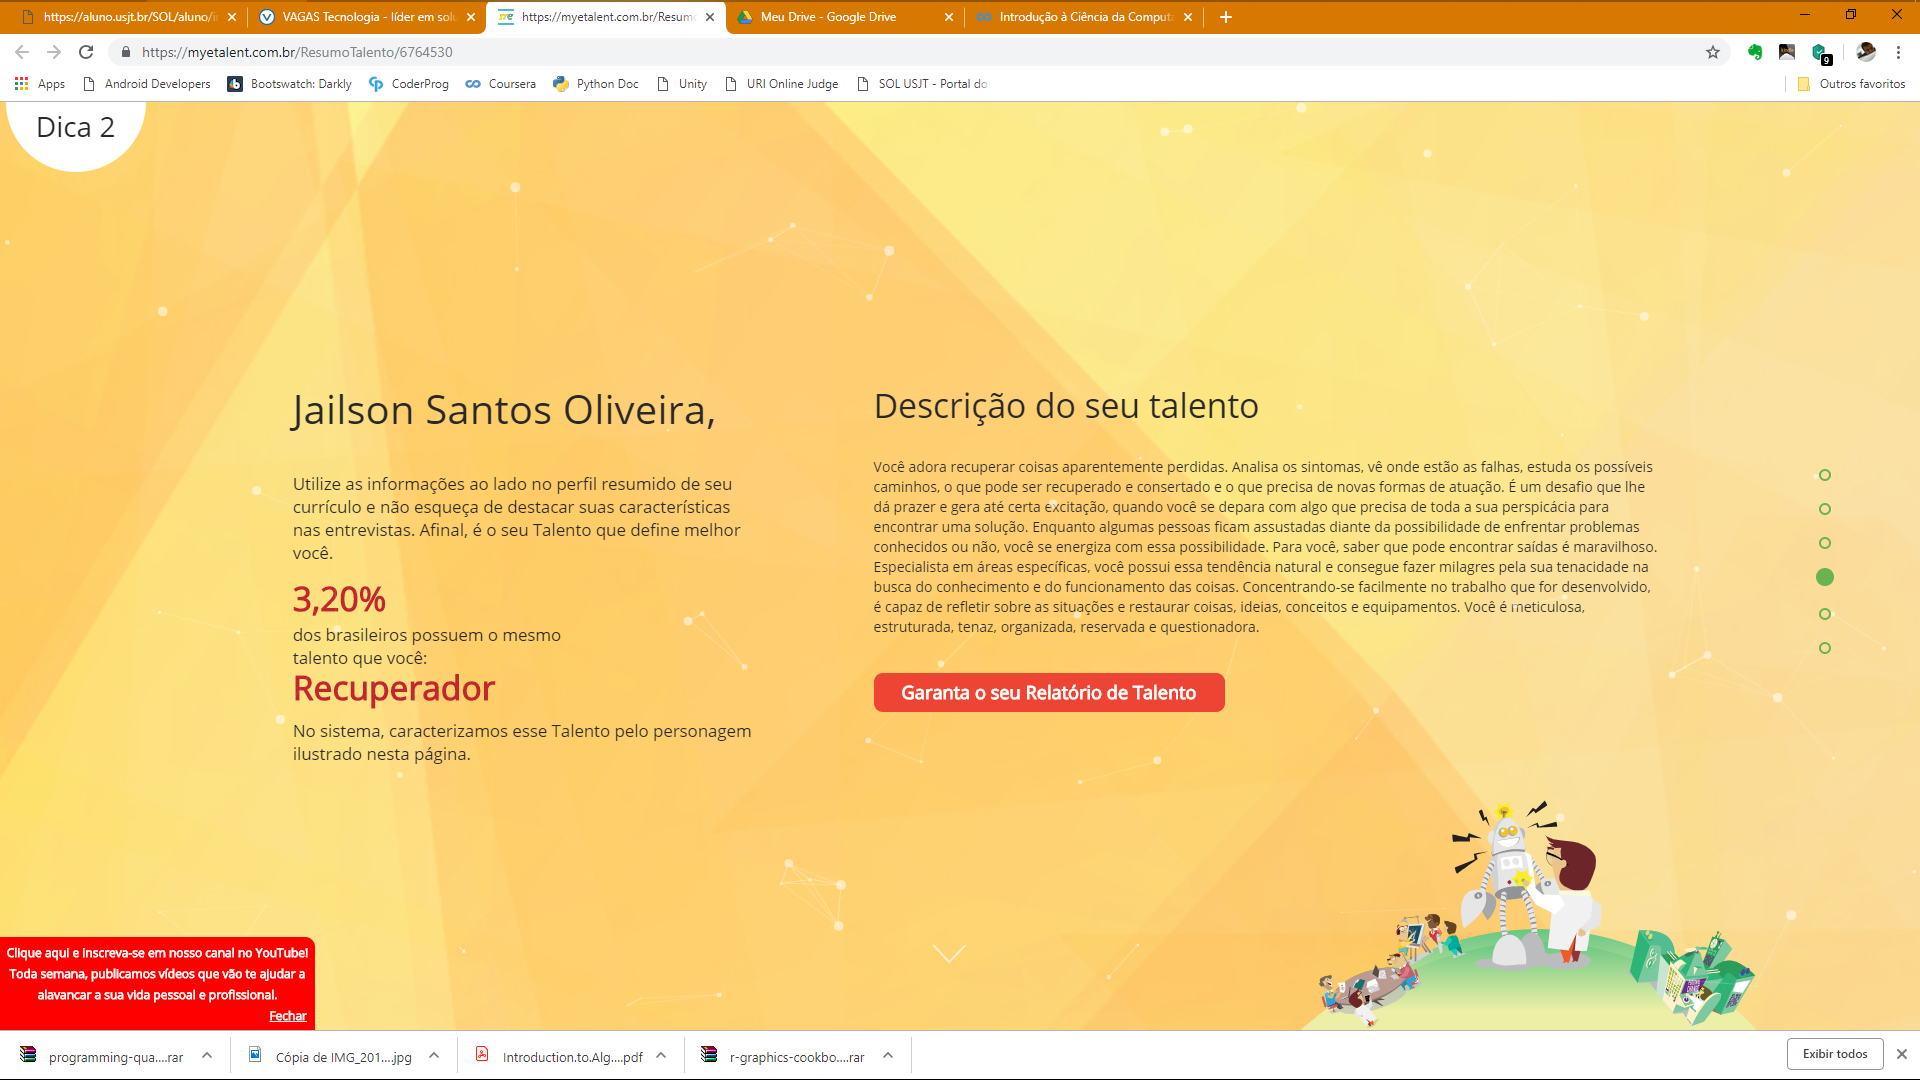 https://aluno.usjt.br/SOL/aluno/i
VAGAS Tecnologia - líder em solu
https://myetalent.com.br/Resumo
Meu Drive - Google Drive
Introdução à Ciência da Computa
https://myetalent.com.br/ResumoTalento/6764530
9
Apps
Android Developers
Bootswatch: Darkly
CoderProg
Coursera
Python Doc
Unity
URI Online Judge
SOL USJT - Portal do
Outros favoritos
Dica 2
Jailson Santos Oliveira,
Utilize as informações ao lado no perfil resumido de seu
currículo e não esqueça de destacar suas características
nas entrevistas. Afinal, é o seu Talento que define melhor
você.
3,20%
dos brasileiros possuem o mesmo
talento que você:
Recuperador
No sistema, caracterizamos esse Talento pelo personagem
ilustrado nesta página.
Descrição do seu talento
Você adora recuperar coisas aparentemente perdidas. Analisa os sintomas, vê onde estão as falhas, estuda os possíveis
caminhos, o que pode ser recuperado e consertado e o que precisa de novas formas de atuação. É um desafio que lhe
dá prazer e gera até certa excitação, quando você se depara com algo que precisa de toda a sua perspicácia para
encontrar uma solução. Enquanto algumas pessoas ficam assustadas diante da possibilidade de enfrentar problemas
conhecidos ou não, você se energiza com essa possibilidade. Para você, saber que pode encontrar saídas é maravilhoso.
Especialista em áreas específicas, você possui essa tendência natural e consegue fazer milagres pela sua tenacidade na
busca do conhecimento e do funcionamento das coisas. Concentrando-se facilmente no trabalho que for desenvolvido,
é capaz de refletir sobre as situações e restaurar coisas, ideias, conceitos e equipamentos. Você é meticulosa,
estruturada, tenaz, organizada, reservada e questionadora.
Garanta o seu Relatório de Talento
Clique aqui e inscreva-se em nosso canal no YouTube!
Toda semana, publicamos vídeos que vão te ajudar a
alavancar a sua vida pessoal e profissional.
Fechar
programming-qua....rar
Cópia de IMG_201....jpg
Introduction.to.Alg....pdf
r-graphics-cookbo....rar
Exibir todos